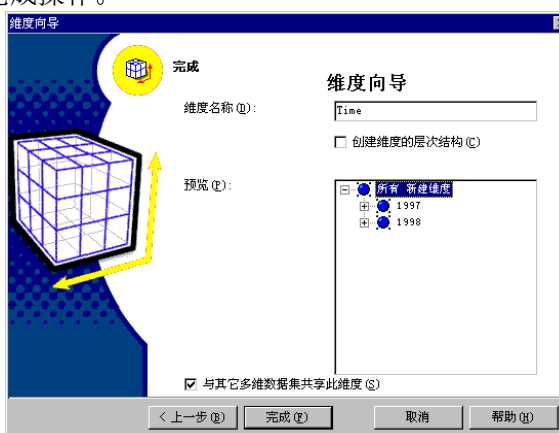 完成操作。
维度向导
完成
维度向导
维度名称(D):
Time
创建维度的层次结构(C)
预览(P):
所有 新建维度
1997
1998
与其它多维数据集共享此维度(S)
< 上一步(B) 完成(F) 取消 帮助(H)